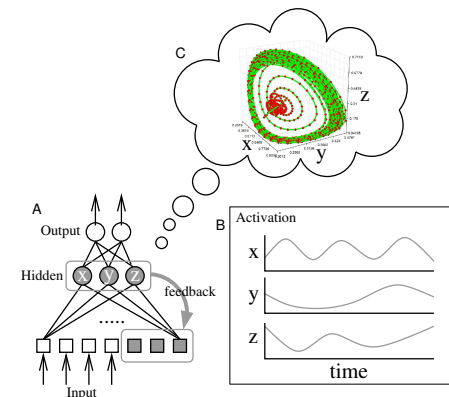 C
z
x
y
A
Output
Hidden
x y z
feedback
.....
Input
B
Activation
x
y
z
time